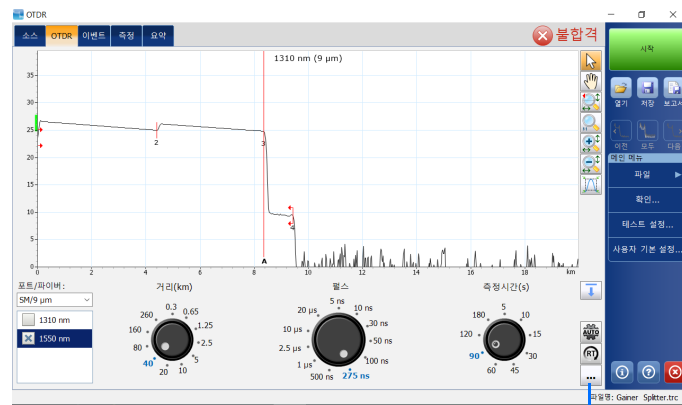 OTDR
소스 OTDR 이벤트 측정 요약
불합격
시작
1310 nm (9 µm)
35
30
25
20
15
10
5
0
2
3
4
A
0 2 4 6 8 10 12 14 16 18 km
열기 저장 보고서
이전 모두 다음
메인 메뉴
파일
확인...
테스트 설정...
사용자 기본 설정...
포트/파이버:
SM/9 µm
1310 nm
1550 nm
거리(km)
0.3
0.65
1.25
2.5
5
10
20
40
80
160
260
펄스
5 ns
10 ns
30 ns
50 ns
100 ns
275 ns
500 ns
1 µs
2.5 µs
10 µs
20 µs
측정시간(s)
5
10
15
30
45
60
90
120
180
AUTO
RT
...
파일명: Gainer Splitter.trc